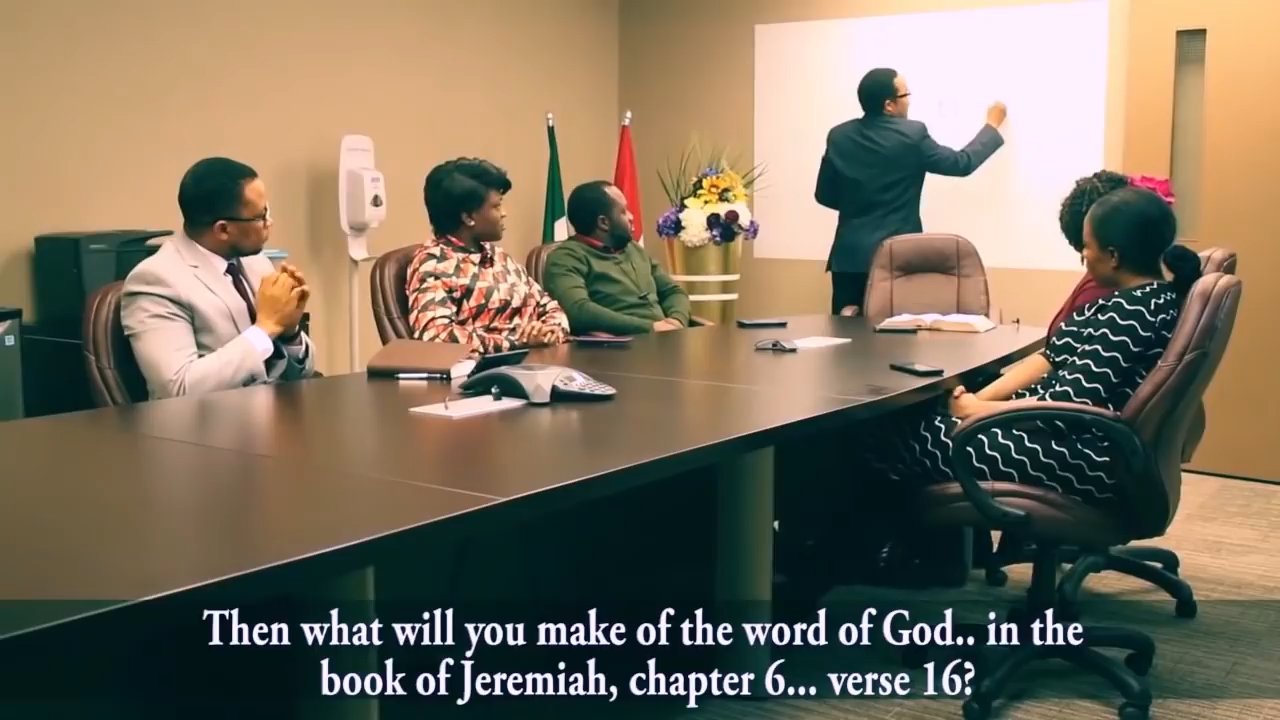 Then what will you make of the word of God.. in the
book of Jeremiah, chapter 6... verse 16?